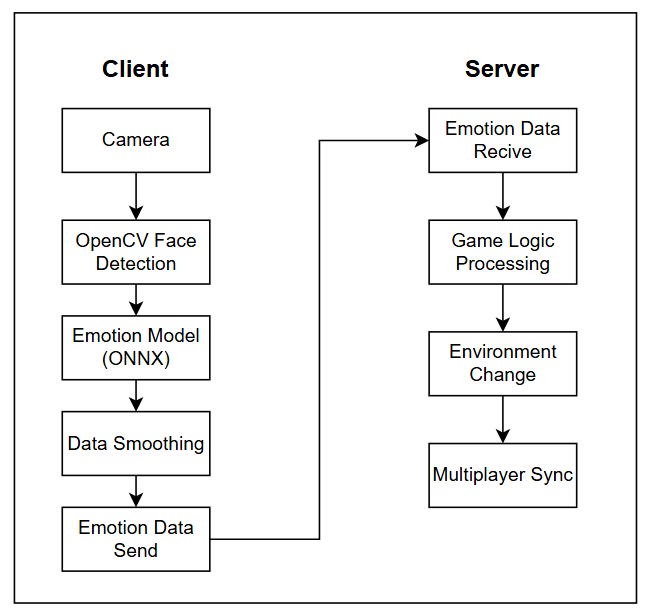 Client
Camera
OpenCV Face
Detection
Emotion Model
(ONNX)
Data Smoothing
Emotion Data
Send
Server
Emotion Data
Recive
Game Logic
Processing
Environment
Change
Multiplayer Sync